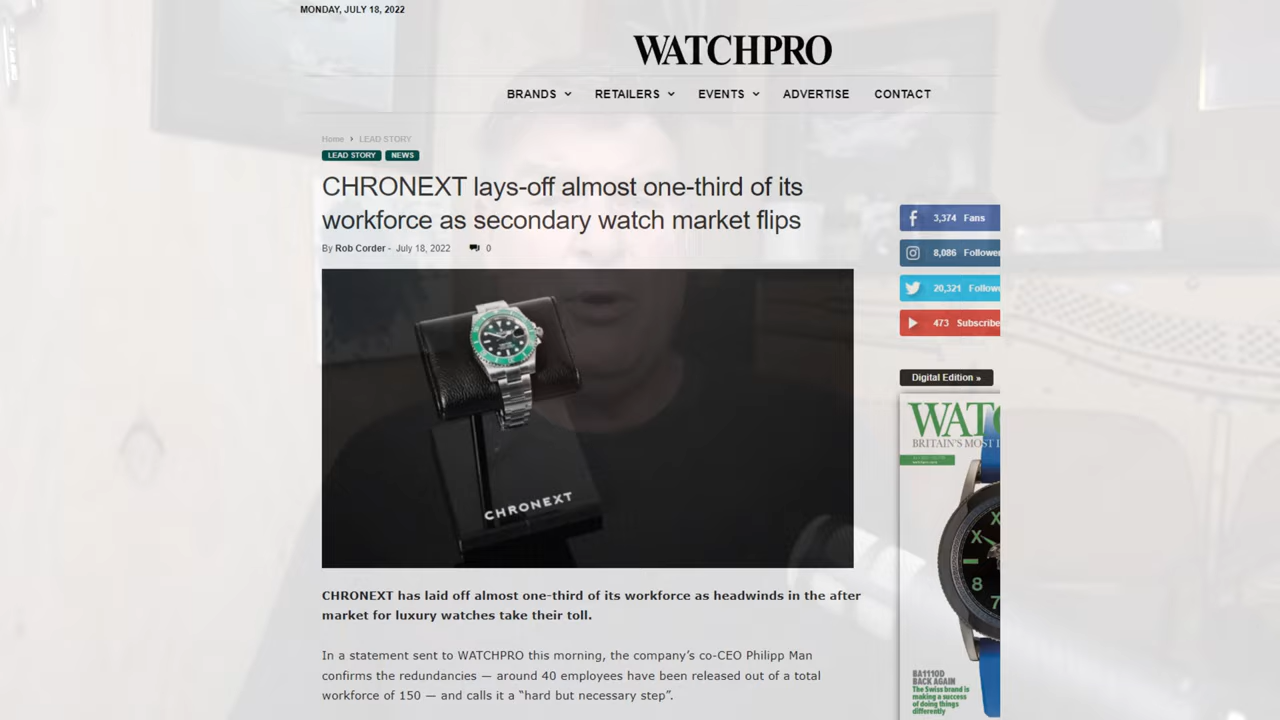 MONDAY, JULY 18, 2022
WATCHPRO
BRANDS
RETAILERS
EVENTS
ADVERTISE
CONTACT
Home › LEAD STORY
LEAD STORY
NEWS
CHRONEXT lays-off almost one-third of its
workforce as secondary watch market flips
By Rob Corder - July 18, 2022 0
3,374 Fans
8,086 Follower
20,321 Follow
473 Subscribe
Digital Edition »
WATC
BRITAIN'S MOST
CHRONEXT
X
X
8
7
BA1110D
BACK AGAIN
The Swiss brand is
making a success
of doing things
differently
CHRONEXT has laid off almost one-third of its workforce as headwinds in the after
market for luxury watches take their toll.
In a statement sent to WATCHPRO this morning, the company's co-CEO Philipp Man
confirms the redundancies — around 40 employees have been released out of a total
workforce of 150 — and calls it a “hard but necessary step”.